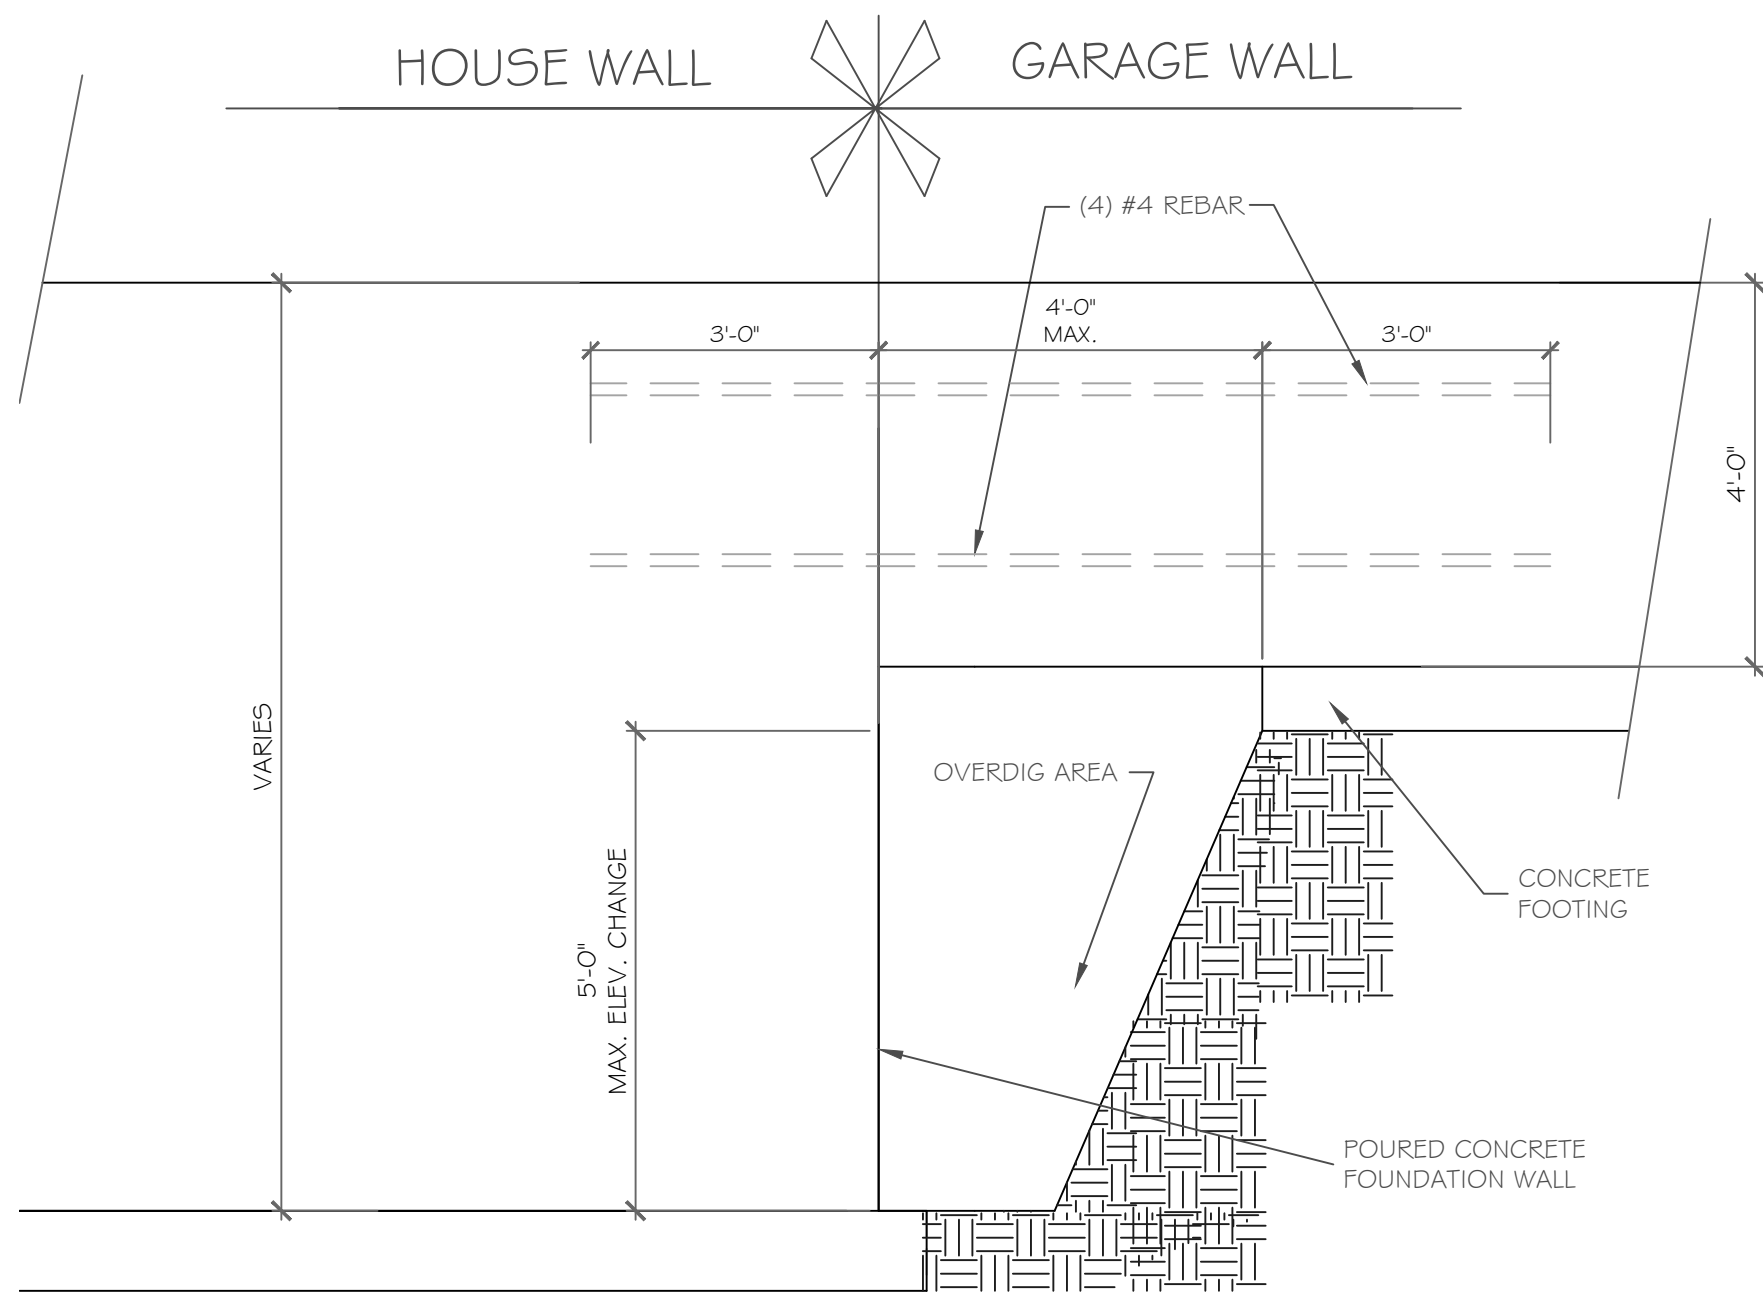 HOUSE WALL
GARAGE WALL
(4) #4 REBAR
3'-0"
4'-0"
MAX.
3'-0"
4'-0"
VARIES
5'-0"
MAX. ELEV. CHANGE
OVERDIG AREA
CONCRETE
FOOTING
POURED CONCRETE
FOUNDATION WALL